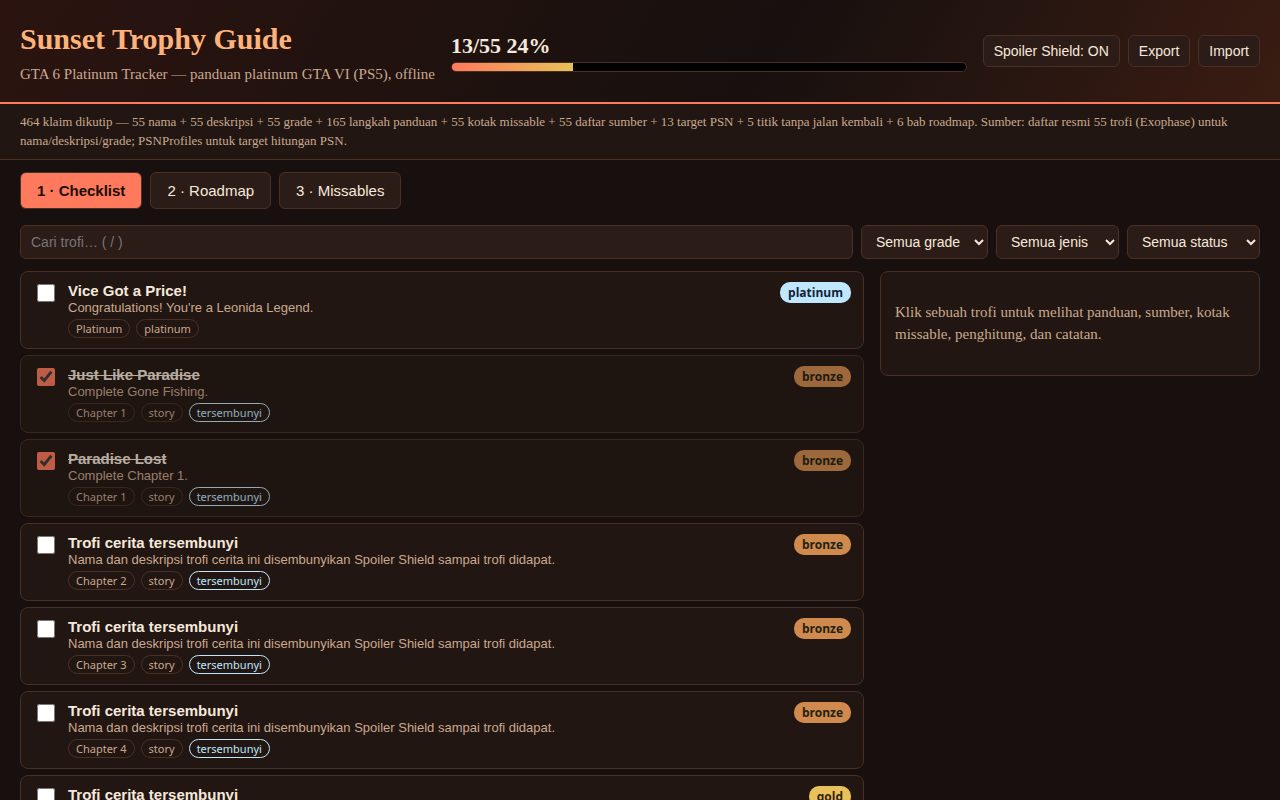 Sunset Trophy Guide
GTA 6 Platinum Tracker — panduan platinum GTA VI (PS5), offline
13/55 24%
Spoiler Shield: ON
Export
Import
464 klaim dikutip — 55 nama + 55 deskripsi + 55 grade + 165 langkah panduan + 55 kotak missable + 55 daftar sumber + 13 target PSN + 5 titik tanpa jalan kembali + 6 bab roadmap. Sumber: daftar resmi 55 trofi (Exophase) untuk
nama/deskripsi/grade; PSNProfiles untuk target hitungan PSN.
1 · Checklist
2 · Roadmap
3 · Missables
Cari trofi… ( / )
Semua grade
Semua jenis
Semua status
Vice Got a Price!
platinum
Congratulations! You're a Leonida Legend.
Platinum
platinum
Klik sebuah trofi untuk melihat panduan, sumber, kotak
missable, penghitung, dan catatan.
Just Like Paradise
bronze
Complete Gone Fishing.
Chapter 1
story
tersembunyi
Paradise Lost
bronze
Complete Chapter 1.
Chapter 1
story
tersembunyi
Trofi cerita tersembunyi
bronze
Nama dan deskripsi trofi cerita ini disembunyikan Spoiler Shield sampai trofi didapat.
Chapter 2
story
tersembunyi
Trofi cerita tersembunyi
bronze
Nama dan deskripsi trofi cerita ini disembunyikan Spoiler Shield sampai trofi didapat.
Chapter 3
story
tersembunyi
Trofi cerita tersembunyi
bronze
Nama dan deskripsi trofi cerita ini disembunyikan Spoiler Shield sampai trofi didapat.
Chapter 4
story
tersembunyi
Trofi cerita tersembunyi
gold